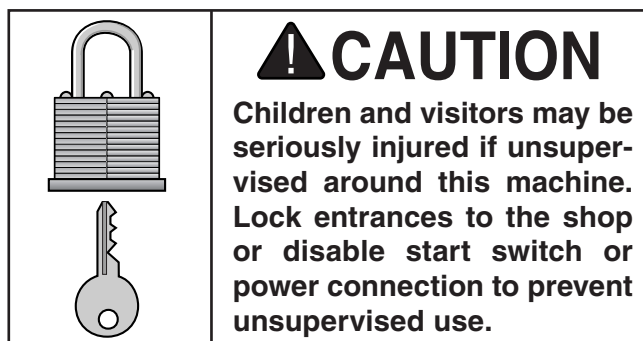 CAUTION
Children and visitors may be
seriously injured if unsuper-
vised around this machine.
Lock entrances to the shop
or disable start switch or
power connection to prevent
unsupervised use.